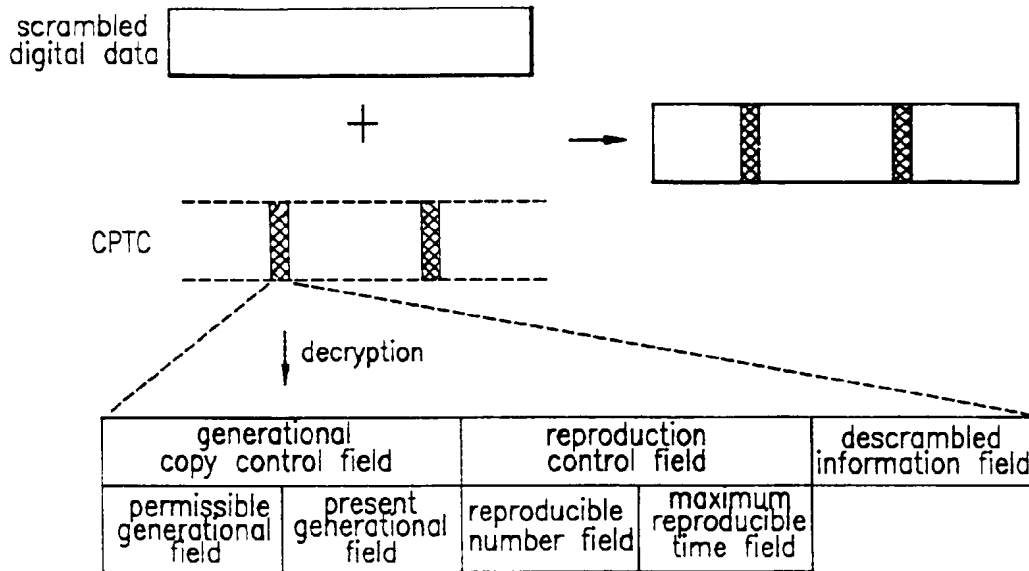 scrambled
digital data
+
CPTC
decryption
generational
copy control field
reproduction
control field
descrambled
information field
permissible
generational
field
present
generational
field
reproducible
number field
maximum
reproducible
time field